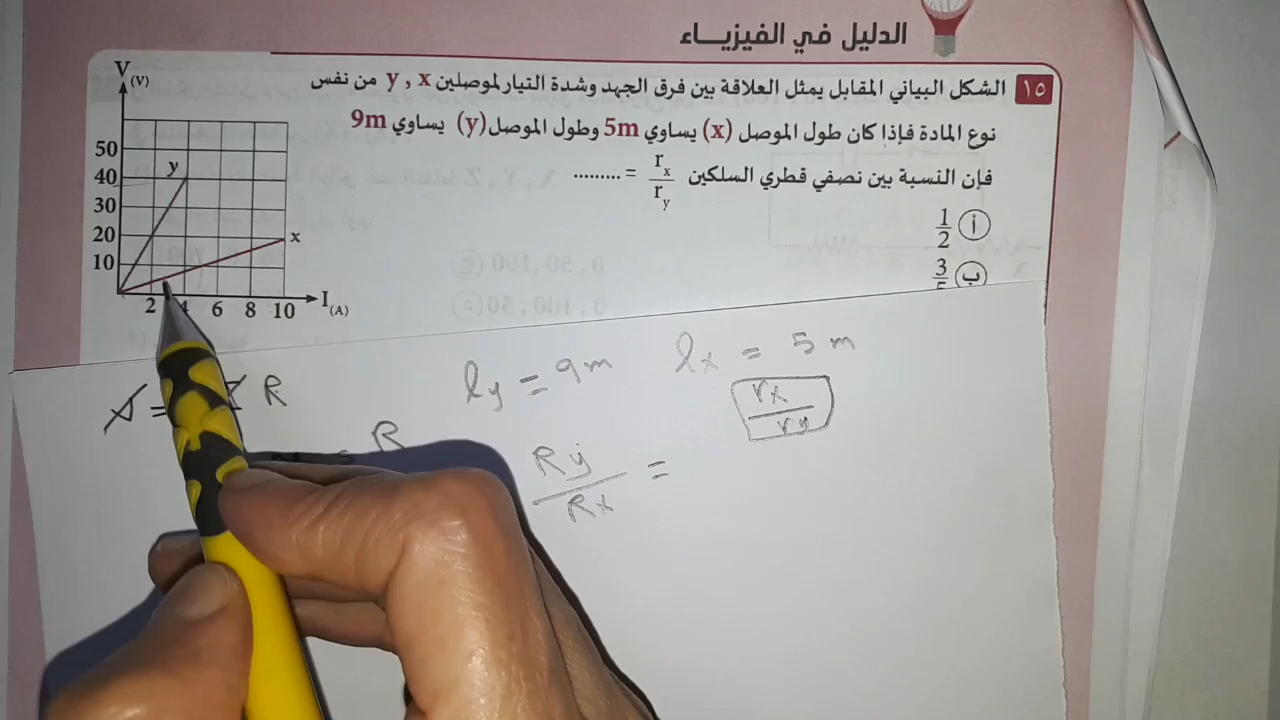 الدليل في الفيزياء
١٥ الشكل البياني المقابل يمثل العلاقة بين فرق الجهد وشدة التيار لموصلين y , x من نفس
نوع المادة فإذا كان طول الموصل (x) يساوي 5m وطول الموصل (y) يساوي 9m
فإن النسبة بين نصفي قطري السلكين rx/ry = .........
أ 1/2
ب 3/5
V(V)
50
40
30
20
10
y
x
2 4 6 8 10 I(A)
ly = 9m lx = 5m
R
rx/ry
R
Ry/Rx =